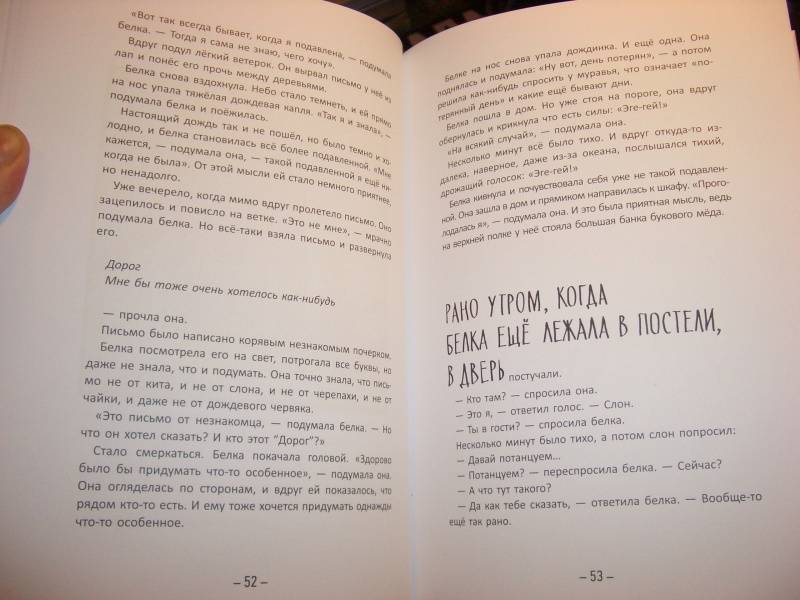 «Вот так всегда бывает, когда я подавлена, — подумала
белка. — Тогда я сама не знаю, чего хочу».
Вдруг подул лёгкий ветерок. Он вырвал письмо у неё из
лап и понёс его прочь между деревьями.
Белка снова вздохнула. Небо стало темнеть, и ей прямо
на нос упала тяжёлая дождевая капля. «Так я и знала», —
подумала белка и поёжилась.
Настоящий дождь так и не пошёл, но было темно и хо-
лодно, и белка становилась всё более подавленной. «Мне
кажется, — подумала она, — такой подавленной я ещё ни-
когда не была». От этой мысли ей стало немного приятнее,
но ненадолго.
Уже вечерело, когда мимо вдруг пролетело письмо. Оно
зацепилось и повисло на ветке. «Это не мне», — мрачно
подумала белка. Но всё-таки взяла письмо и развернула
его.
Дорог
Мне бы тоже очень хотелось как-нибудь
— прочла она.
Письмо было написано корявым незнакомым почерком.
Белка посмотрела его на свет, потрогала все буквы, но
даже не знала, что и подумать. Она точно знала, что пись-
мо не от кита, и не от слона, и не от черепахи, и не от
чайки, и даже не от дождевого червяка.
«Это письмо от незнакомца, — подумала белка. — Но
что он хотел сказать? И кто этот "Дорог"?»
Стало смеркаться. Белка покачала головой. «Здорово
было бы придумать что-то особенное», — подумала она.
Она огляделась по сторонам, и вдруг ей показалось, что
рядом кто-то есть. И ему тоже хочется придумать однажды
что-то особенное.
– 52 –
Белке на нос снова упала дождинка. И ещё одна. Она
поднялась и подумала: «Ну вот, день потерян», — а потом
решила как-нибудь спросить у муравья, что означает «по-
терянный день» и какие ещё бывают дни.
Белка пошла в дом. Но уже стоя на пороге, она вдруг
обернулась и крикнула что есть силы: «Эге-гей!»
«На всякий случай», — подумала она.
Несколько минут всё было тихо. И вдруг откуда-то из-
далека, наверное, даже из-за океана, послышался тихий,
дрожащий голосок: «Эге-гей!»
Белка кивнула и почувствовала себя уже не такой подавлен-
ной. Она зашла в дом и прямиком направилась к шкафу. «Прого-
лодалась я», — подумала она. И это была приятная мысль, ведь
на верхней полке у неё стояла большая банка букового мёда.
РАНО УТРОМ, КОГДА
БЕЛКА ЕЩЁ ЛЕЖАЛА В ПОСТЕЛИ,
В ДВЕРЬ постучали.
— Кто там? — спросила она.
— Это я, — ответил голос. — Слон.
— Ты в гости? — спросила белка.
Несколько минут было тихо, а потом слон попросил:
— Давай потанцуем...
— Потанцуем? — переспросила белка. — Сейчас?
— А что тут такого?
— Да как тебе сказать, — ответила белка. — Вообще-то
ещё так рано.
– 53 –